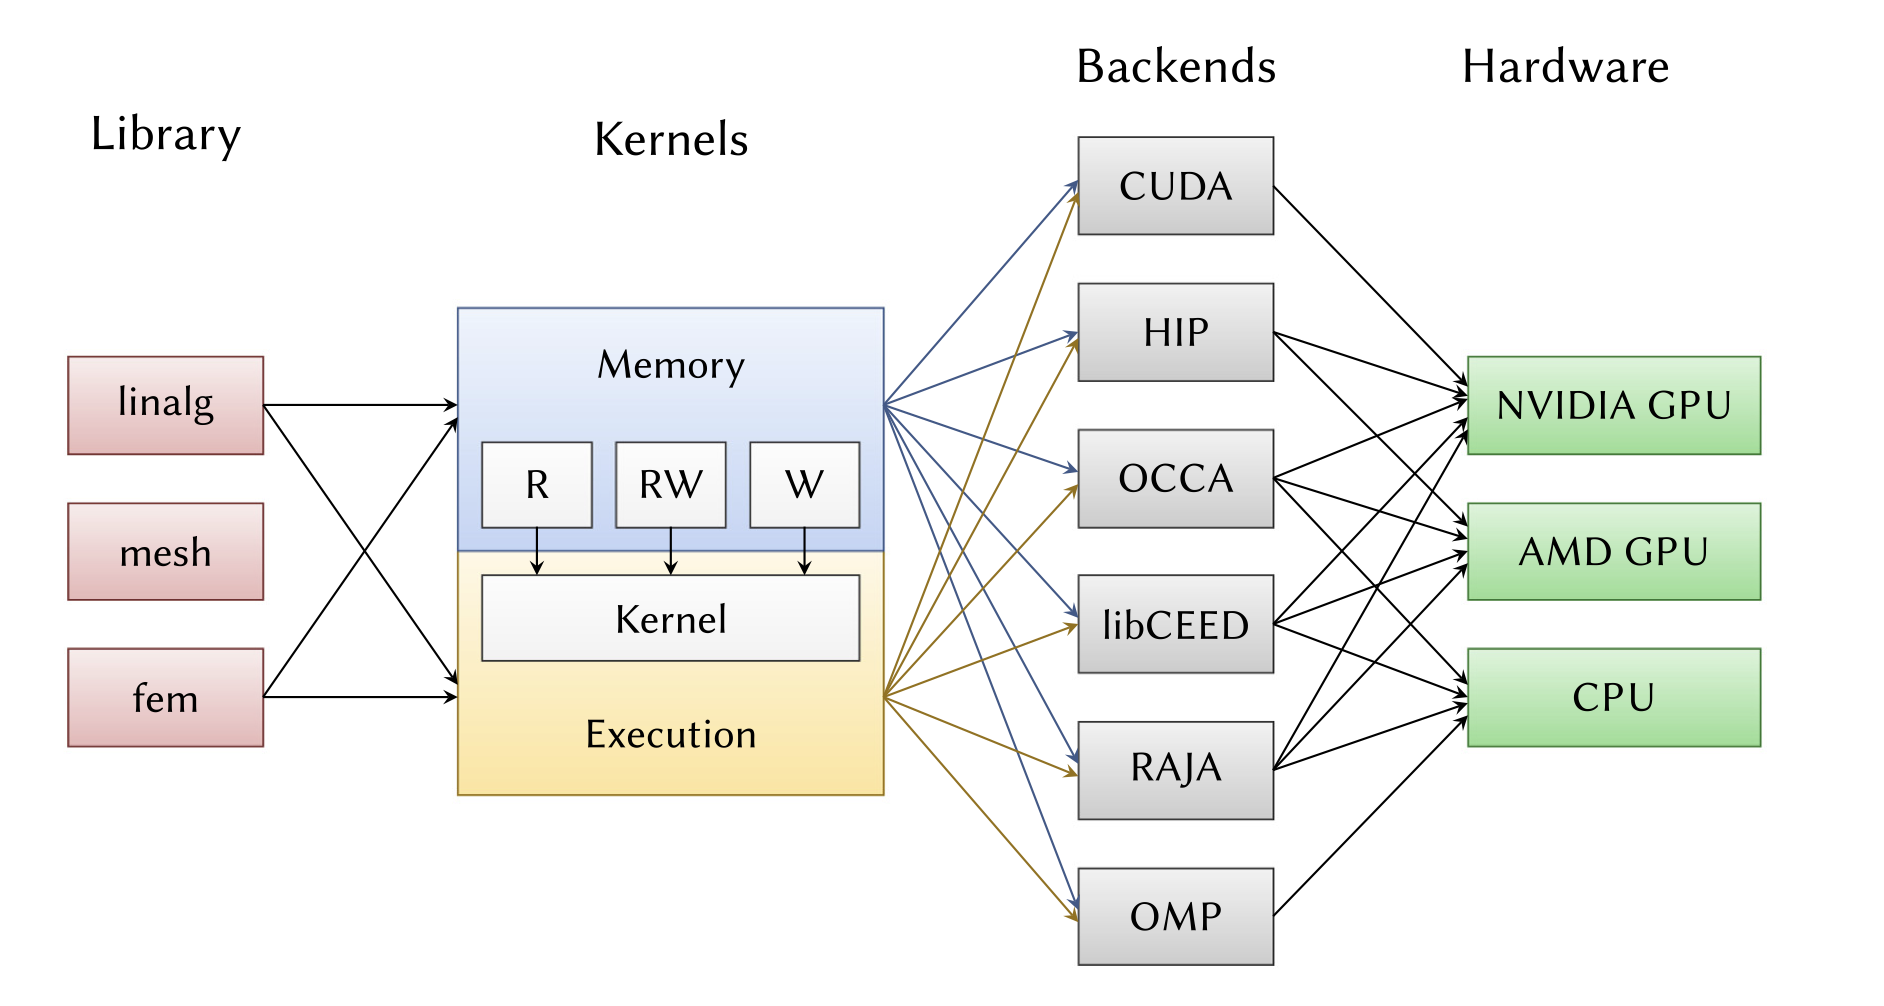 Library
Kernels
Backends
Hardware
linalg
mesh
fem
Memory
R
RW
W
Kernel
Execution
CUDA
HIP
OCCA
libCEED
RAJA
OMP
NVIDIA GPU
AMD GPU
CPU